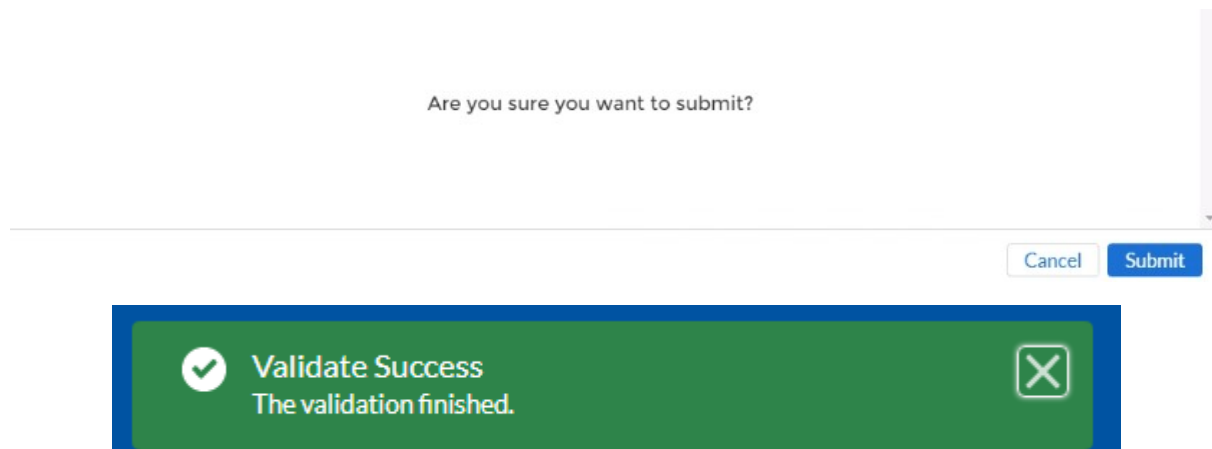 Are you sure you want to submit?
Cancel Submit
Validate Success
The validation finished.